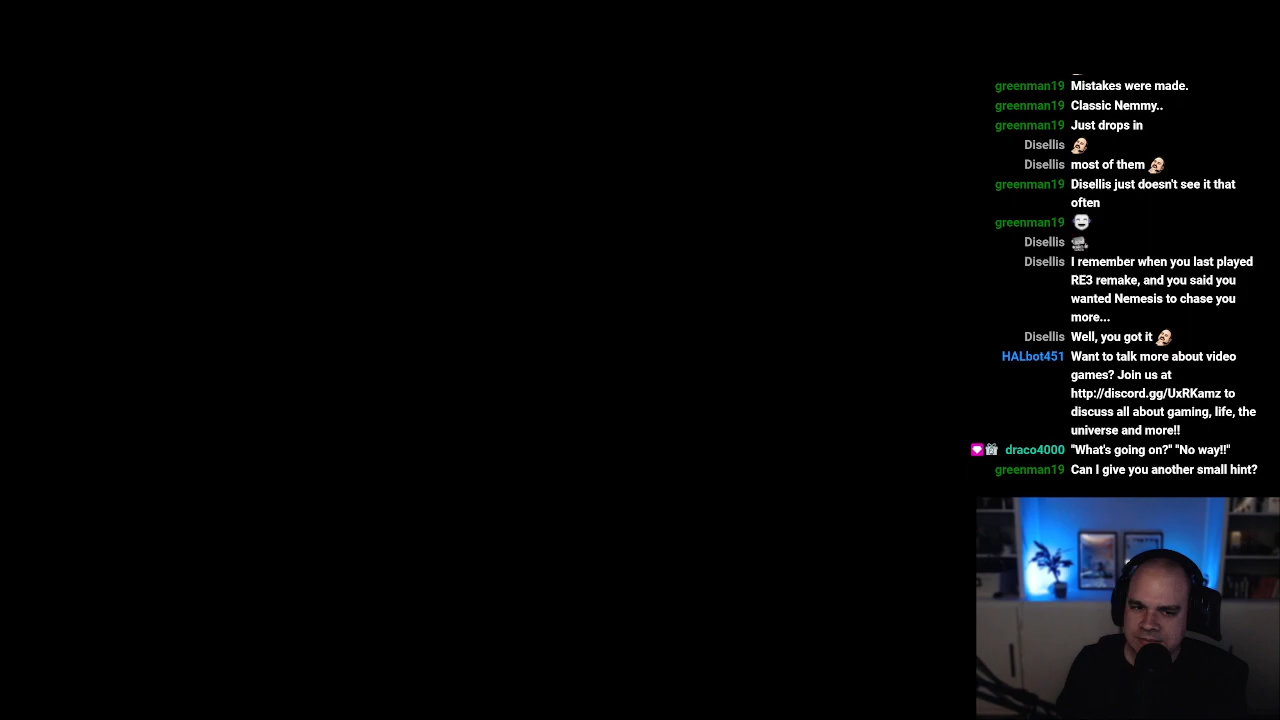 greenman19 Mistakes were made.
greenman19 Classic Nemmy..
greenman19 Just drops in
Disellis
Disellis most of them
greenman19 Disellis just doesn't see it that
often
greenman19
Disellis
Disellis I remember when you last played
RE3 remake, and you said you
wanted Nemesis to chase you
more...
Disellis Well, you got it
HALbot451 Want to talk more about video
games? Join us at
http://discord.gg/UxRKamz to
discuss all about gaming, life, the
universe and more!!
draco4000 "What's going on?" "No way!!"
greenman19 Can I give you another small hint?